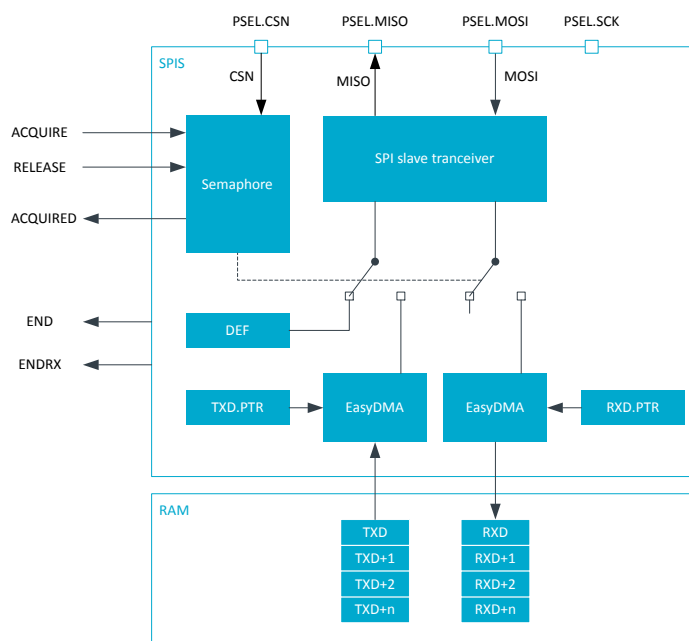 PSEL.CSN PSEL.MISO PSEL.MOSI PSEL.SCK
SPIS
CSN MISO MOSI
ACQUIRE
RELEASE
ACQUIRED
Semaphore
SPI slave tranceiver
END
ENDRX
DEF
TXD.PTR EasyDMA EasyDMA RXD.PTR
RAM
TXD RXD
TXD+1 RXD+1
TXD+2 RXD+2
TXD+n RXD+n